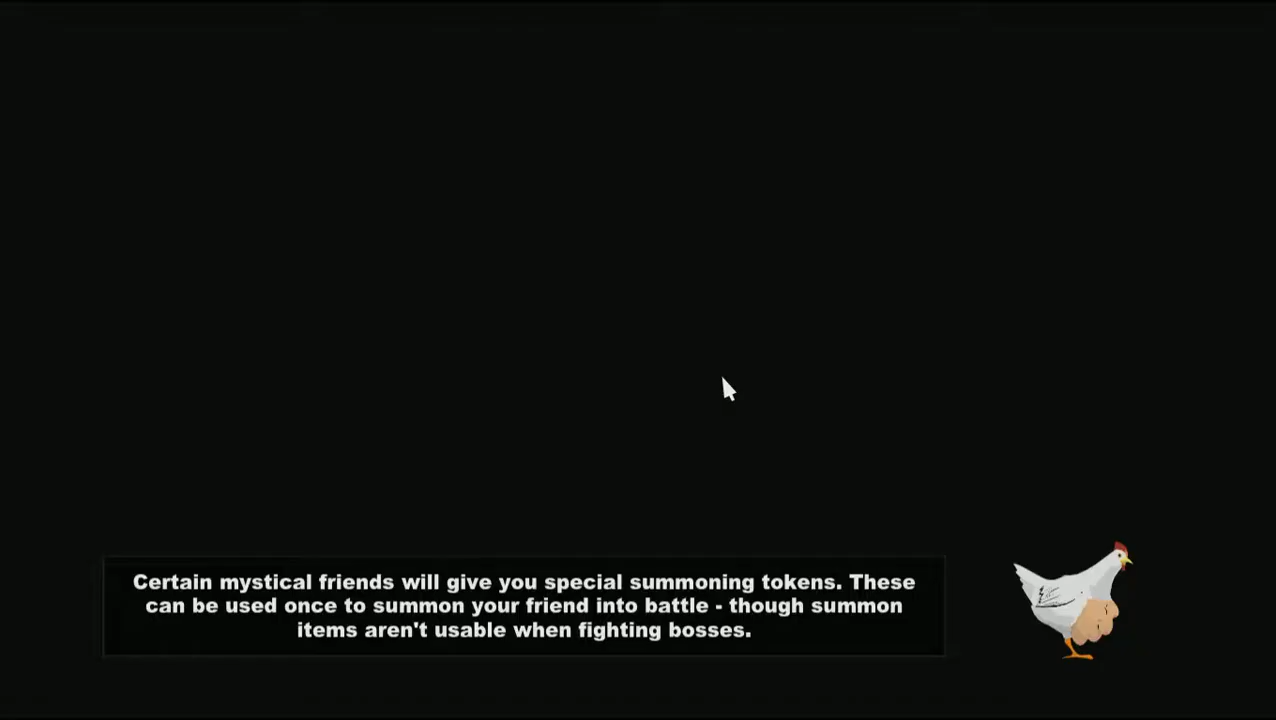 Certain mystical friends will give you special summoning tokens. These
can be used once to summon your friend into battle - though summon
items aren't usable when fighting bosses.